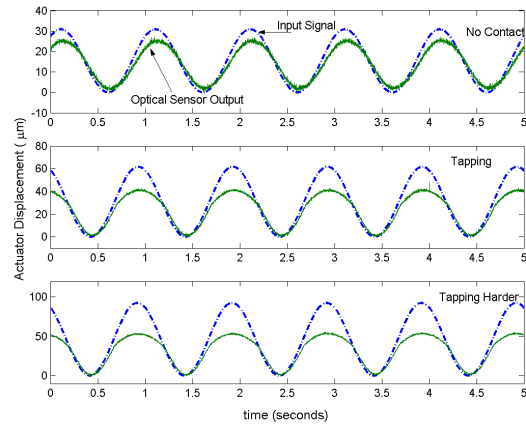 40
30
20
10
0
-10
Input Signal
No Contact
Optical Sensor Output
0 0.5 1 1.5 2 2.5 3 3.5 4 4.5 5
Actuator Displacement ( μm)
80
60
40
20
0
Tapping
0 0.5 1 1.5 2 2.5 3 3.5 4 4.5 5
100
50
0
Tapping Harder
0 0.5 1 1.5 2 2.5 3 3.5 4 4.5 5
time (seconds)